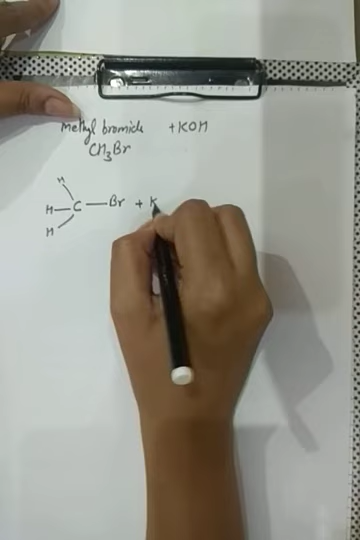 Methyl bromide + KOH
CH3Br
H
H — C — Br + K
H